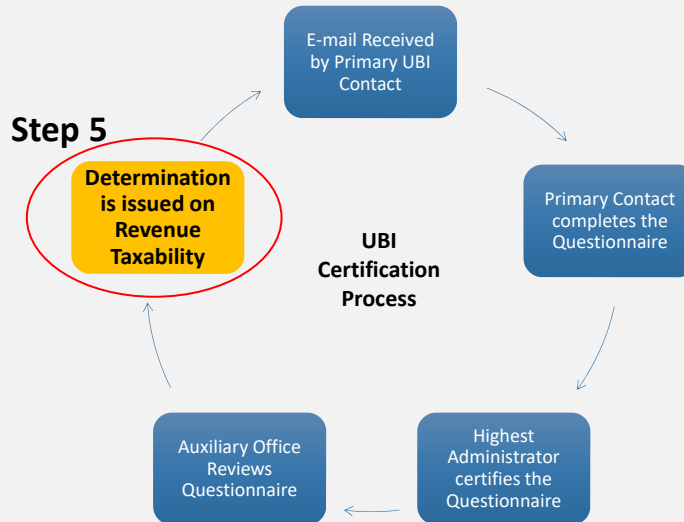 E-mail Received
by Primary UBI
Contact
Step 5
Determination
is issued on
Revenue
Taxability
Primary Contact
completes the
Questionnaire
UBI
Certification
Process
Auxiliary Office
Reviews
Questionnaire
Highest
Administrator
certifies the
Questionnaire